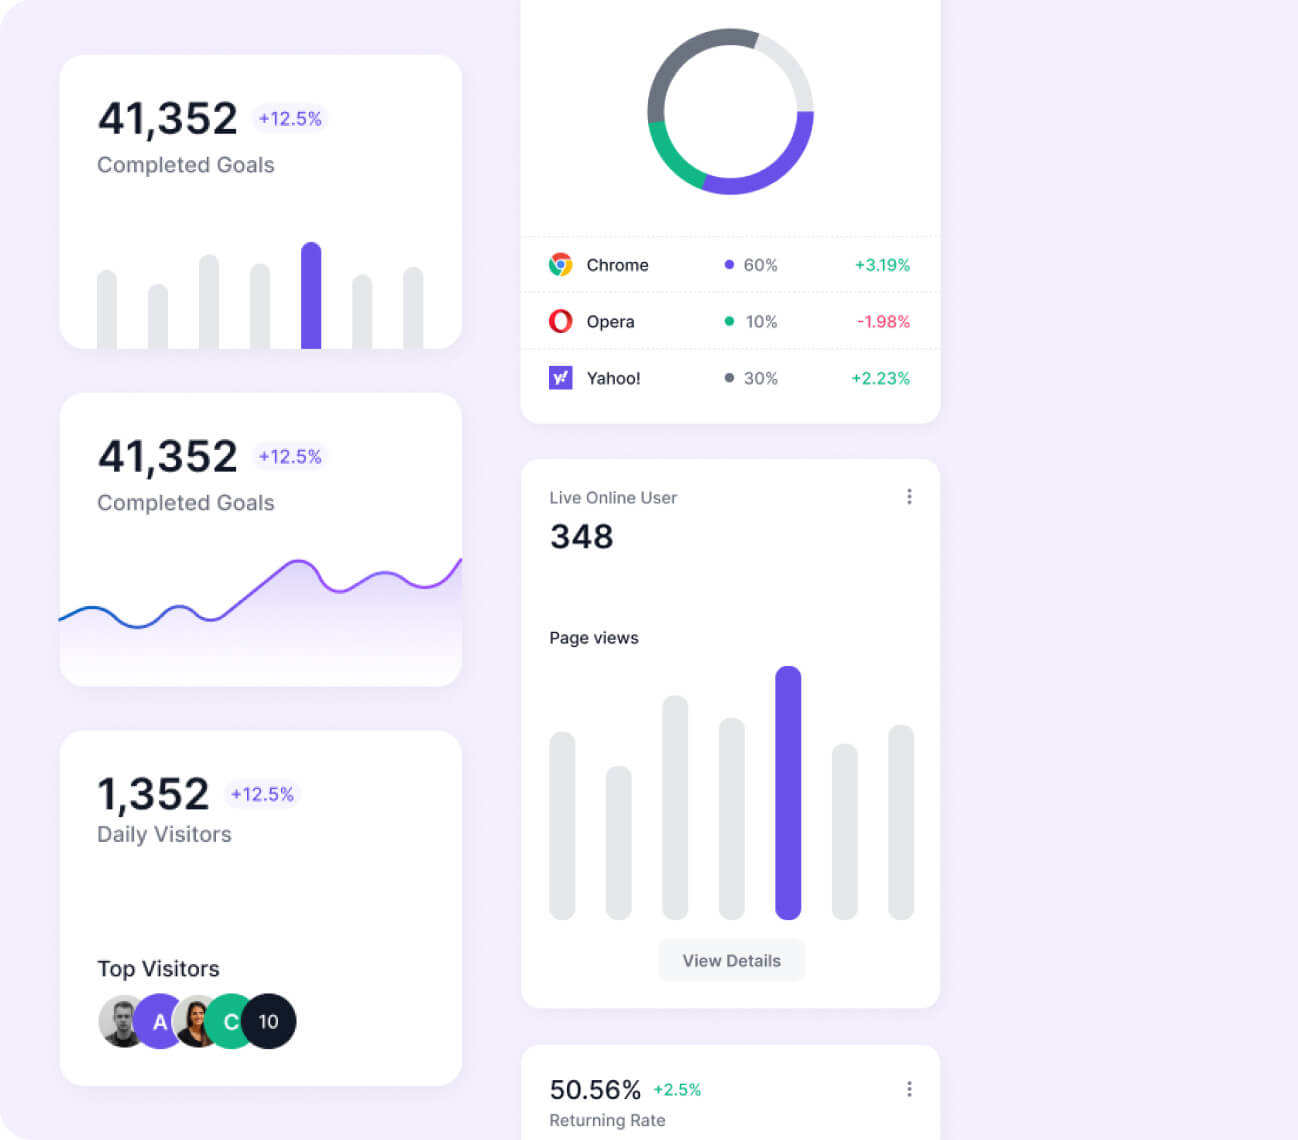 41,352 +12.5%
Completed Goals
41,352 +12.5%
Completed Goals
1,352 +12.5%
Daily Visitors
Top Visitors
A C 10
Chrome 60% +3.19%
Opera 10% -1.98%
y! Yahoo! 30% +2.23%
Live Online User
348
Page views
View Details
50.56% +2.5%
Returning Rate